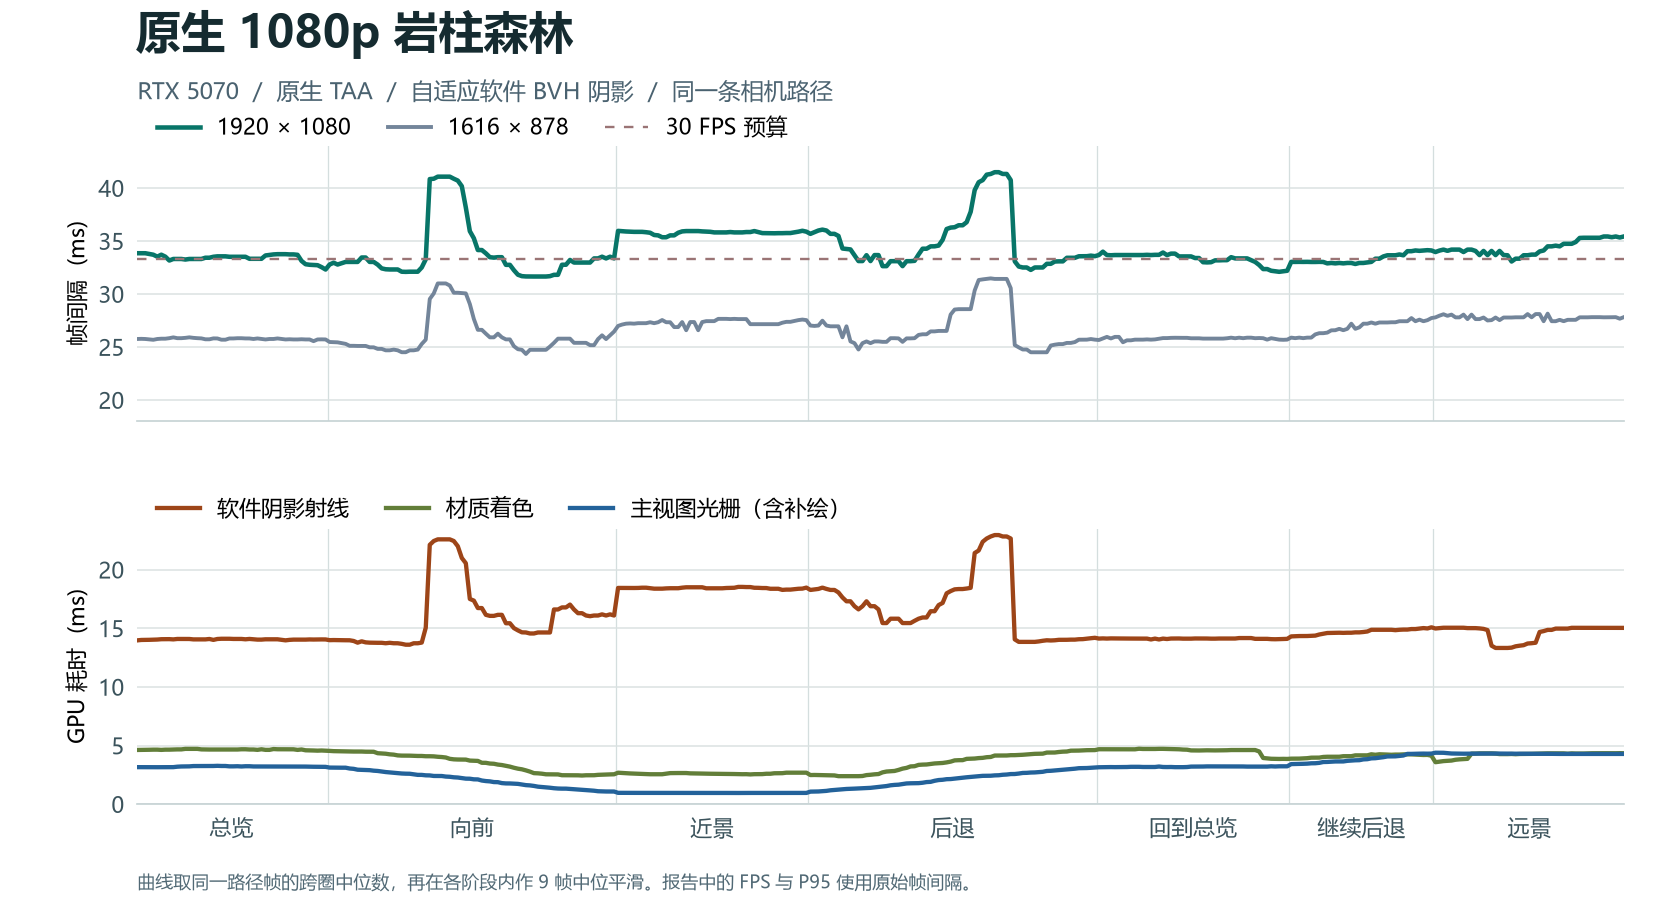 原生 1080p 岩柱森林
RTX 5070 / 原生 TAA / 自适应软件 BVH 阴影 / 同一条相机路径
1920 × 1080 1616 × 878 30 FPS 预算
帧间隔 (ms)
40
35
30
25
20
软件阴影射线 材质着色 主视图光栅（含补绘）
GPU 耗时 (ms)
20
15
10
5
0
总览 向前 近景 后退 回到总览 继续后退 远景
曲线取同一路径帧的跨圈中位数，再在各阶段内作 9 帧中位平滑。报告中的 FPS 与 P95 使用原始帧间隔。